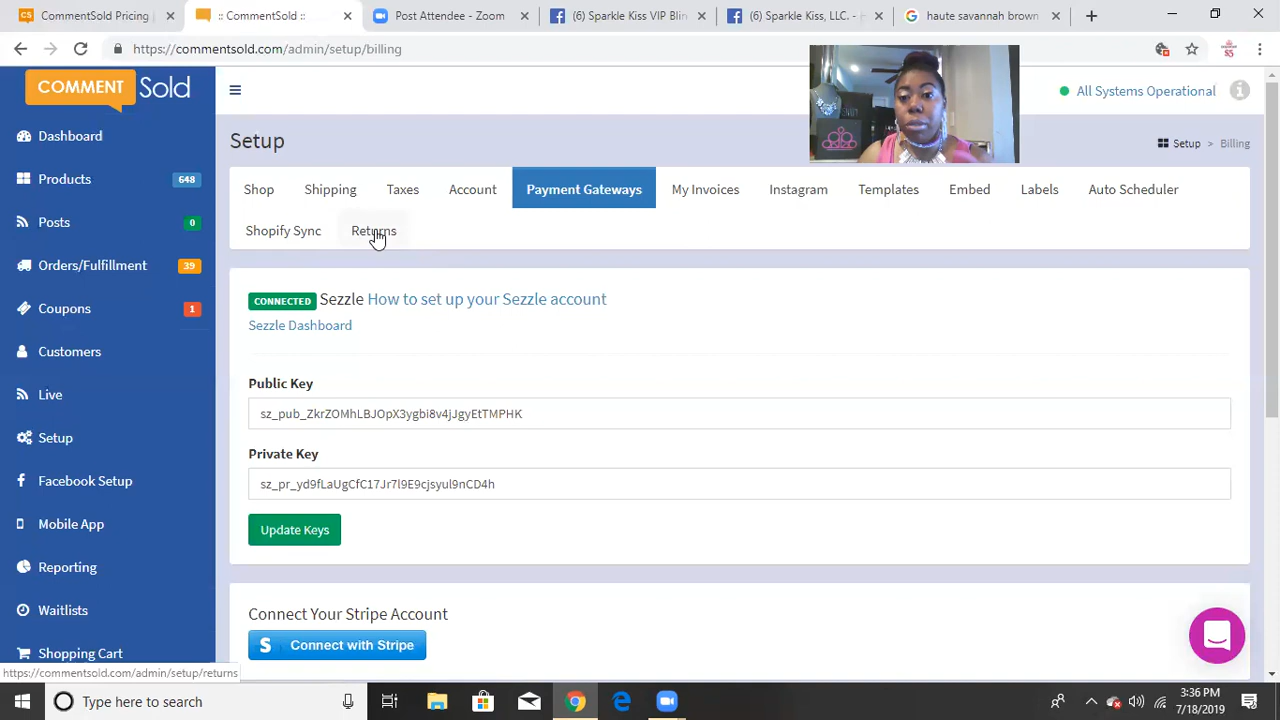 CommentSold Pricing
:: CommentSold ::
Post Attendee - Zoom
(6) Sparkle Kiss VIP Blin
(6) Sparkle Kiss, LLC. -
haute savannah brown
https://commentsold.com/admin/setup/billing
COMMENT Sold
All Systems Operational
Setup
Setup > Billing
Dashboard
Products 648
Posts 0
Orders/Fulfillment 39
Coupons 1
Customers
Live
Setup
Facebook Setup
Mobile App
Reporting
Waitlists
Shopping Cart
Shop Shipping Taxes Account Payment Gateways My Invoices Instagram Templates Embed Labels Auto Scheduler
Shopify Sync Returns
CONNECTED Sezzle How to set up your Sezzle account
Sezzle Dashboard
Public Key
sz_pub_ZkrZOMhLBJOpX3ygbi8v4jJgyEtTMPHK
Private Key
sz_pr_yd9fLaUgCfC17Jr7l9E9cjsyul9nCD4h
Update Keys
Connect Your Stripe Account
S Connect with Stripe
https://commentsold.com/admin/setup/returns
Type here to search
3:36 PM
7/18/2019